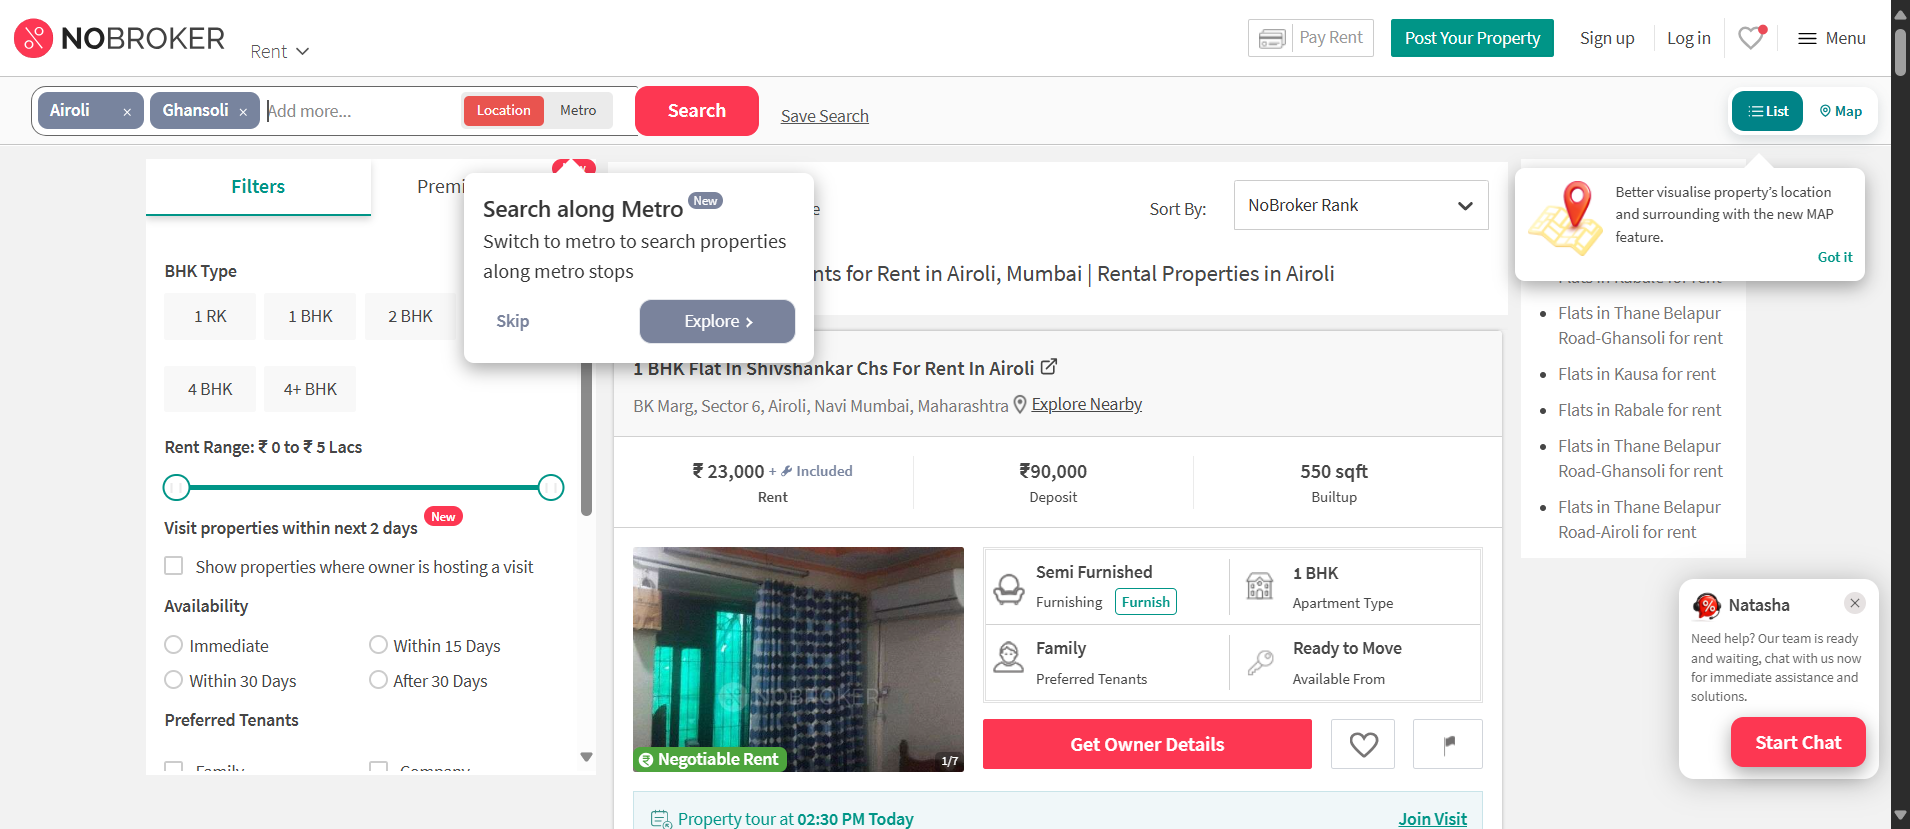 NOBROKER
Rent
Pay Rent
Post Your Property
Sign up
Log in
Menu
Airoli ×
Ghansoli ×
Add more...
Location
Metro
Search
Save Search
List
Map
Filters
Premi
Search along Metro New
Switch to metro to search properties
along metro stops
Skip
Explore >
e
Sort By:
NoBroker Rank
nts for Rent in Airoli, Mumbai | Rental Properties in Airoli
Better visualise property's location
and surrounding with the new MAP
feature.
Got it
BHK Type
1 RK
1 BHK
2 BHK
4 BHK
4+ BHK
Rent Range: ₹ 0 to ₹ 5 Lacs
Visit properties within next 2 days New
Show properties where owner is hosting a visit
Availability
Immediate
Within 15 Days
Within 30 Days
After 30 Days
Preferred Tenants
Family
Company
1 BHK Flat In Shivshankar Chs For Rent In Airoli
BK Marg, Sector 6, Airoli, Navi Mumbai, Maharashtra
Explore Nearby
₹ 23,000 + Included
Rent
₹90,000
Deposit
550 sqft
Builtup
NOBROKER
Negotiable Rent
1/7
Semi Furnished
Furnishing
Furnish
1 BHK
Apartment Type
Family
Preferred Tenants
Ready to Move
Available From
Get Owner Details
Property tour at 02:30 PM Today
Join Visit
Flats in Rabale for rent
Flats in Thane Belapur
Road-Ghansoli for rent
Flats in Kausa for rent
Flats in Rabale for rent
Flats in Thane Belapur
Road-Ghansoli for rent
Flats in Thane Belapur
Road-Airoli for rent
Natasha
Need help? Our team is ready
and waiting, chat with us now
for immediate assistance and
solutions.
Start Chat